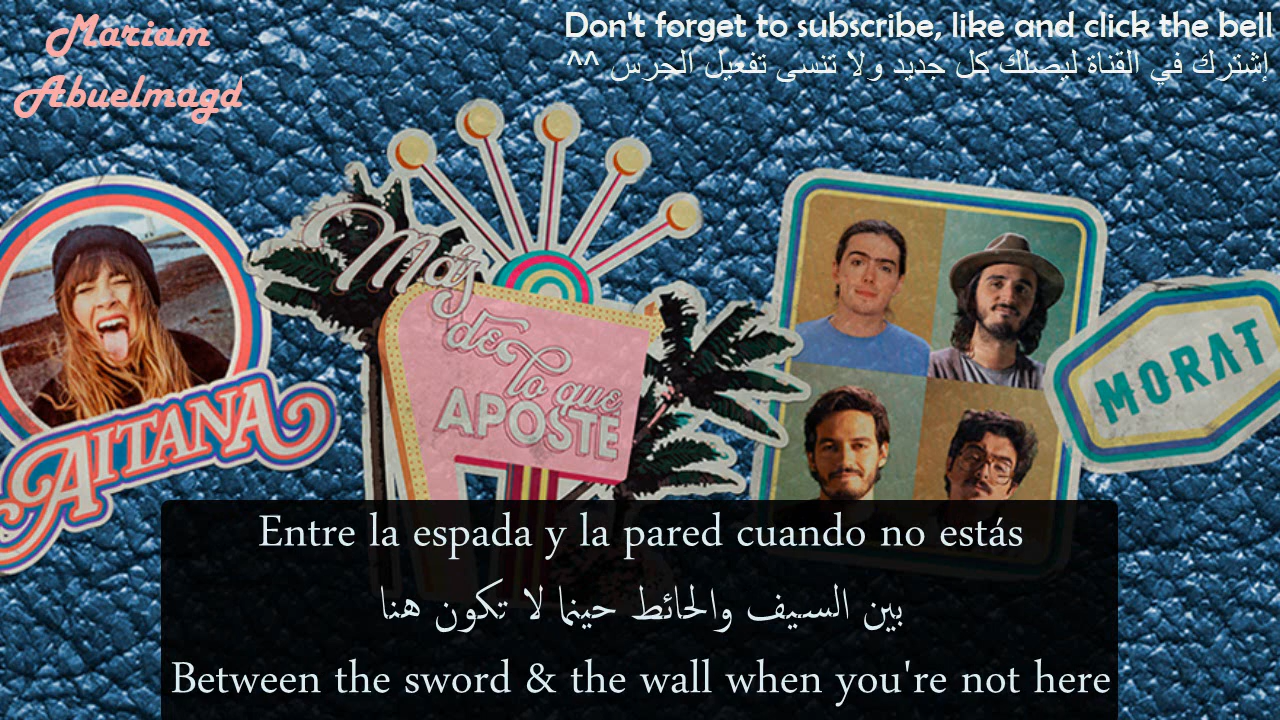 Mariam
Abuelmagd
Don't forget to subscribe, like and click the bell
إشترك في القناة ليصلك كل جديد ولا تنسى تفعيل الجرس ^^
AITANA
Más
de lo que
APOSTÉ
MORAT
Entre la espada y la pared cuando no estás
بين السيف والحائط حينما لا تكون هنا
Between the sword & the wall when you're not here